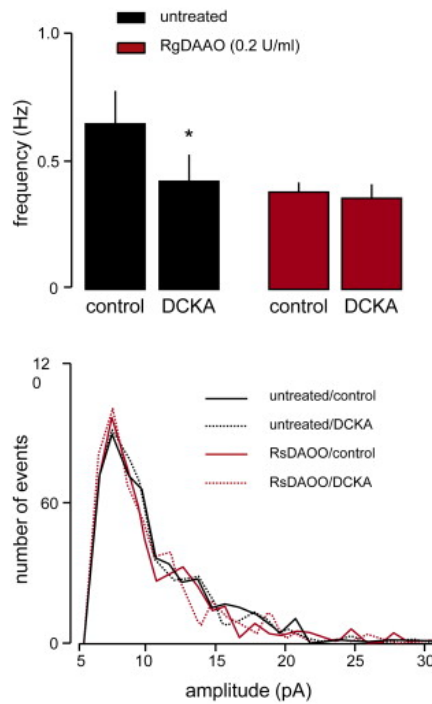 untreated
RgDAAO (0.2 U/ml)
1.0
0.5
0
frequency (Hz)
*
control DCKA control DCKA
12
0
60
0
number of events
untreated/control
untreated/DCKA
RsDAOO/control
RsDAOO/DCKA
5 10 15 20 25 30
amplitude (pA)